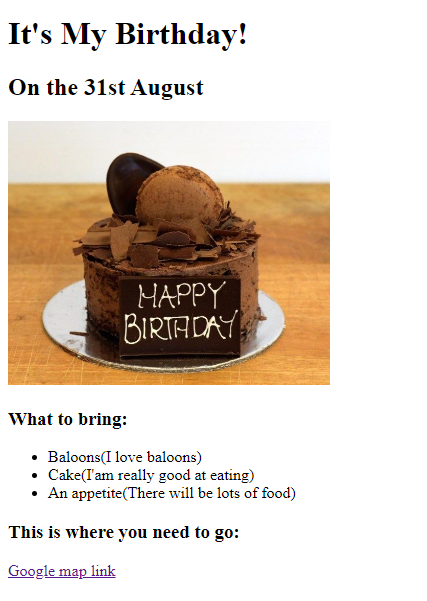 It's My Birthday!
On the 31st August
HAPPY
BIRTHDAY
What to bring:
Baloons(I love baloons)
Cake(I'am really good at eating)
An appetite(There will be lots of food)
This is where you need to go:
Google map link